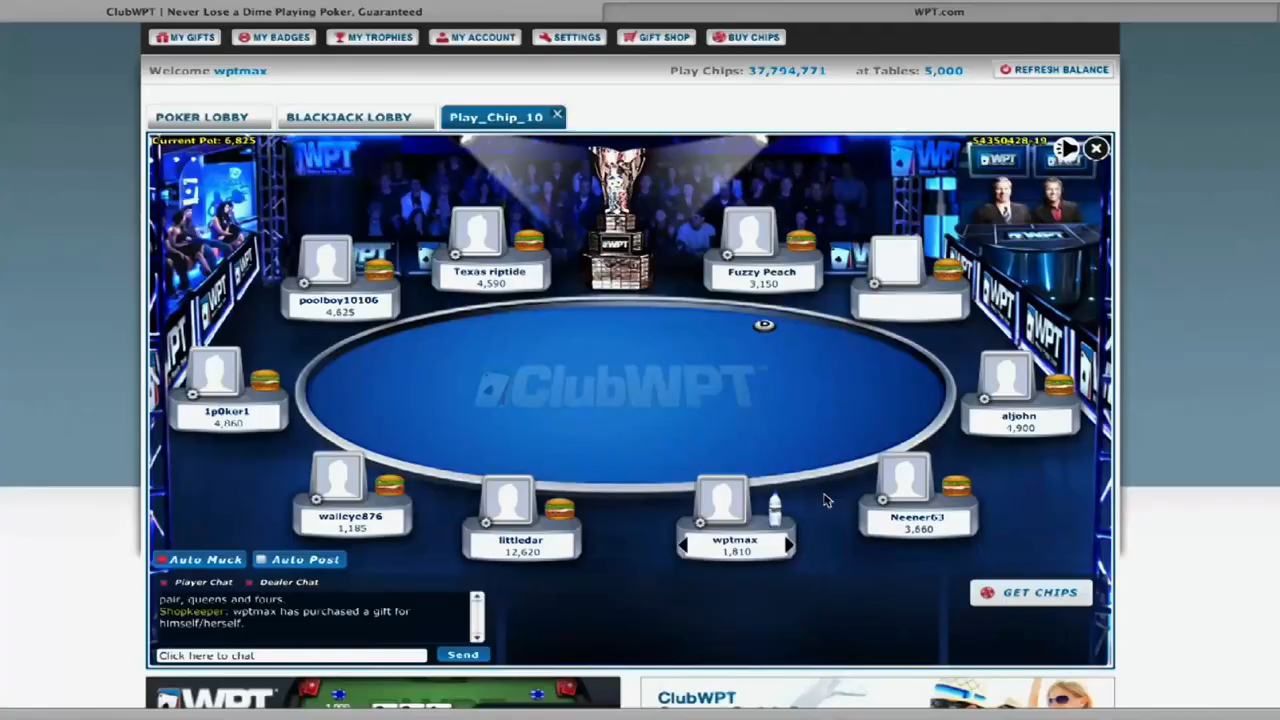 ClubWPT | Never Lose a Dime Playing Poker, Guaranteed
WPT.com
MY GIFTS
MY BADGES
MY TROPHIES
MY ACCOUNT
SETTINGS
GIFT SHOP
BUY CHIPS
Welcome wptmax
Play Chips: 37,794,771 at Tables: 5,000
REFRESH BALANCE
POKER LOBBY
BLACKJACK LOBBY
Play_Chip_10
Current Pot: 6,825
54350428-19
WPT
WPT
Texas riptide
4,590
Fuzzy Peach
3,150
poolboy10106
4,625
1p0ker1
4,860
D
ClubWPT
aljohn
4,900
walleye876
1,185
littledar
12,620
wptmax
1,810
Neener63
3,660
Auto Muck
Auto Post
Player Chat
Dealer Chat
pair, queens and fours.
Shopkeeper: wptmax has purchased a gift for
himself/herself.
Click here to chat
Send
GET CHIPS
WPT
ClubWPT